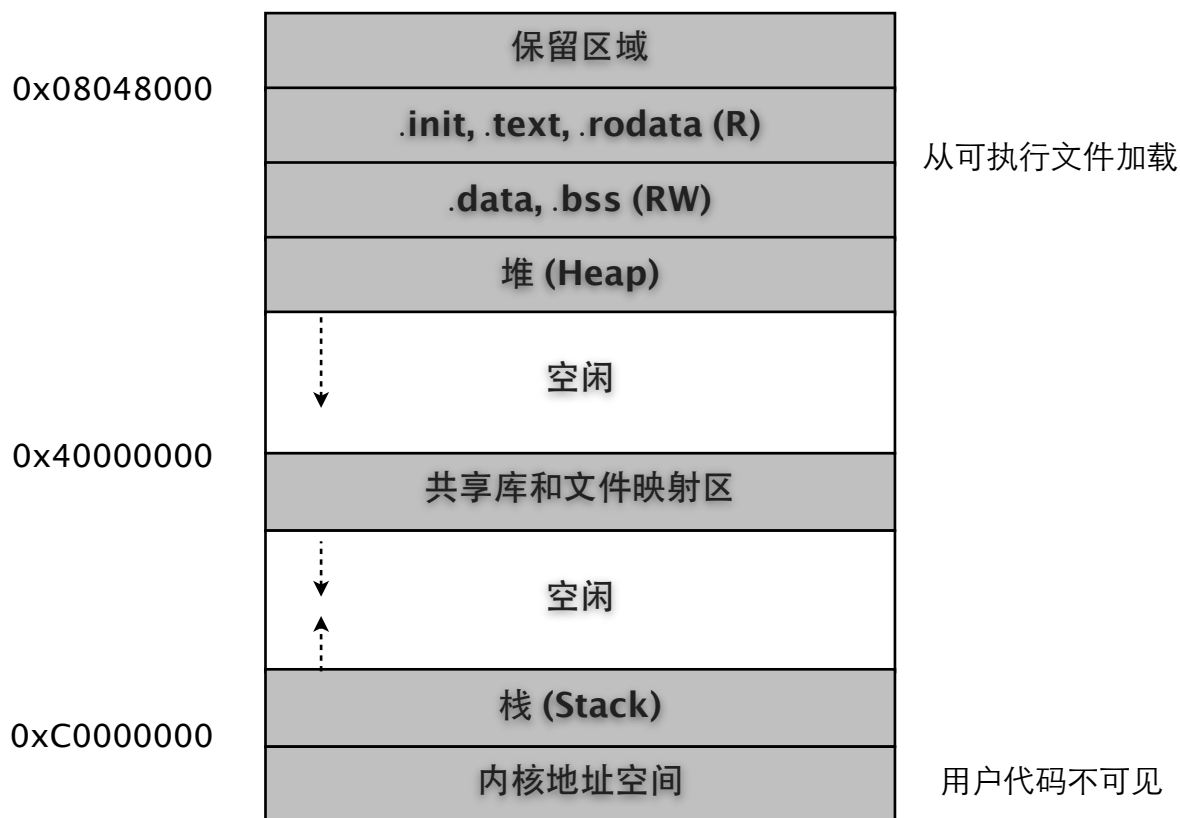 保留区域
0x08048000
.init, .text, .rodata (R)
从可执行文件加载
.data, .bss (RW)
堆 (Heap)
空闲
0x40000000
共享库和文件映射区
空闲
栈 (Stack)
0xC0000000
内核地址空间
用户代码不可见